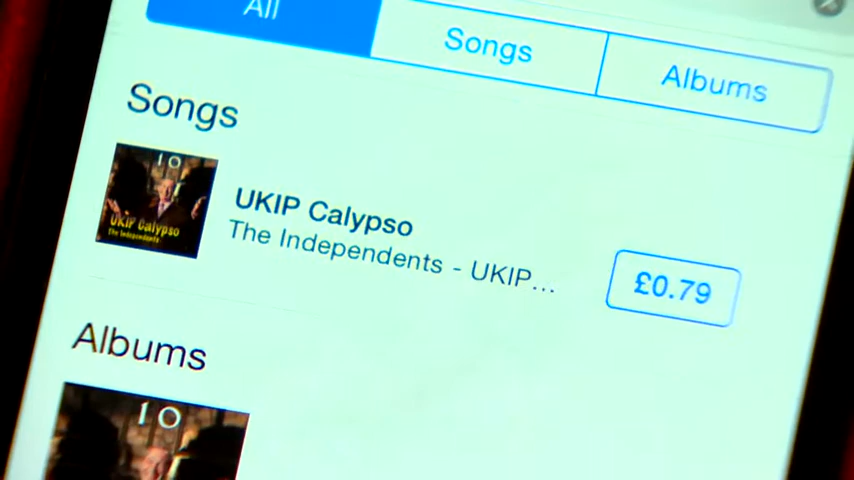 All
Songs
Albums
Songs
10
UKIP Calypso
The Independents
UKIP Calypso
The Independents - UKIP...
£0.79
Albums
10